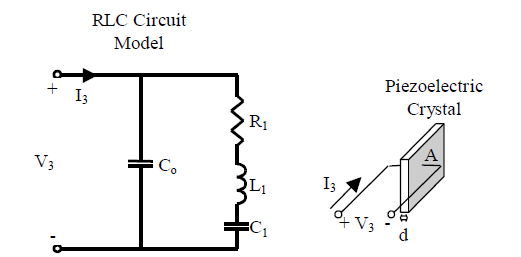 RLC Circuit
Model
+
I₃
V₃
-
Cₒ
R₁
L₁
C₁
Piezoelectric
Crystal
A
I₃
+ V₃ -
d